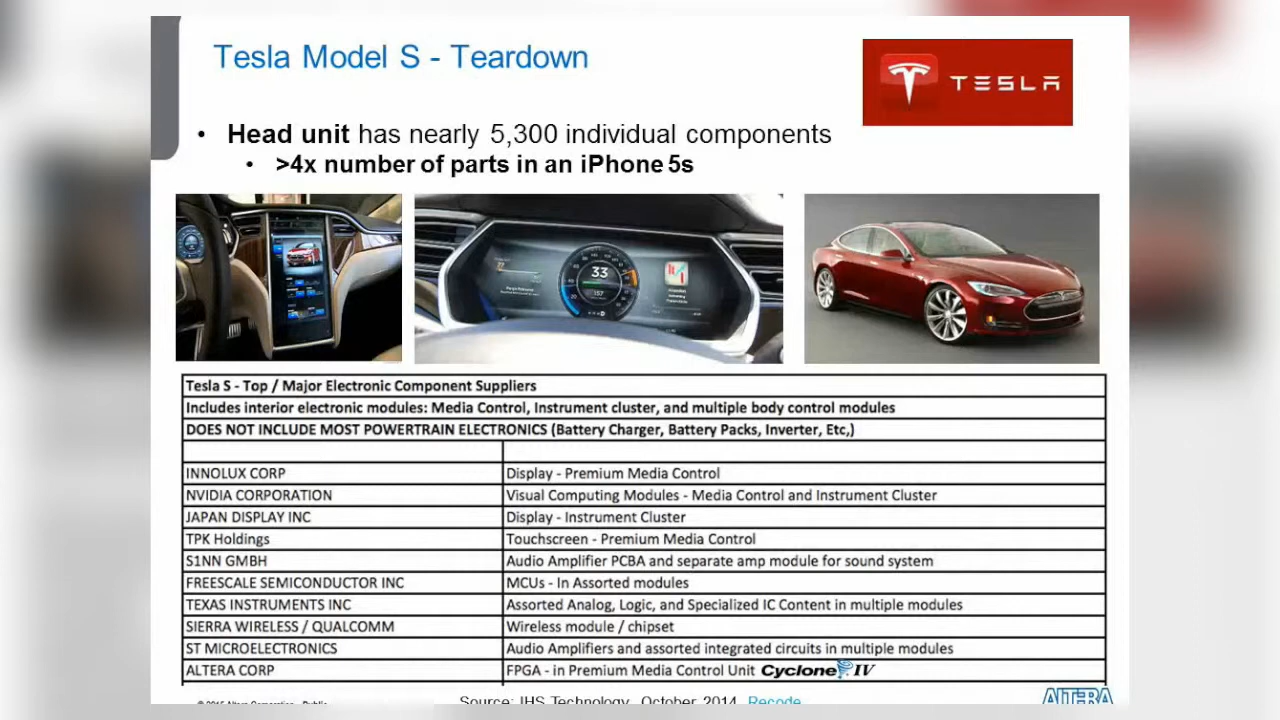 Tesla Model S - Teardown
TESLA
• Head unit has nearly 5,300 individual components
• >4x number of parts in an iPhone 5s
33
Tesla S - Top / Major Electronic Component Suppliers
Includes interior electronic modules: Media Control, Instrument cluster, and multiple body control modules
DOES NOT INCLUDE MOST POWERTRAIN ELECTRONICS (Battery Charger, Battery Packs, Inverter, Etc,)
INNOLUX CORP Display - Premium Media Control
NVIDIA CORPORATION Visual Computing Modules - Media Control and Instrument Cluster
JAPAN DISPLAY INC Display - Instrument Cluster
TPK Holdings Touchscreen - Premium Media Control
S1NN GMBH Audio Amplifier PCBA and separate amp module for sound system
FREESCALE SEMICONDUCTOR INC MCUs - In Assorted modules
TEXAS INSTRUMENTS INC Assorted Analog, Logic, and Specialized IC Content in multiple modules
SIERRA WIRELESS / QUALCOMM Wireless module / chipset
ST MICROELECTRONICS Audio Amplifiers and assorted integrated circuits in multiple modules
ALTERA CORP FPGA - in Premium Media Control Unit Cyclone IV
© 2015 Altera Corporation - Public Source: IHS Technology, October 2014 Recode ALTERA